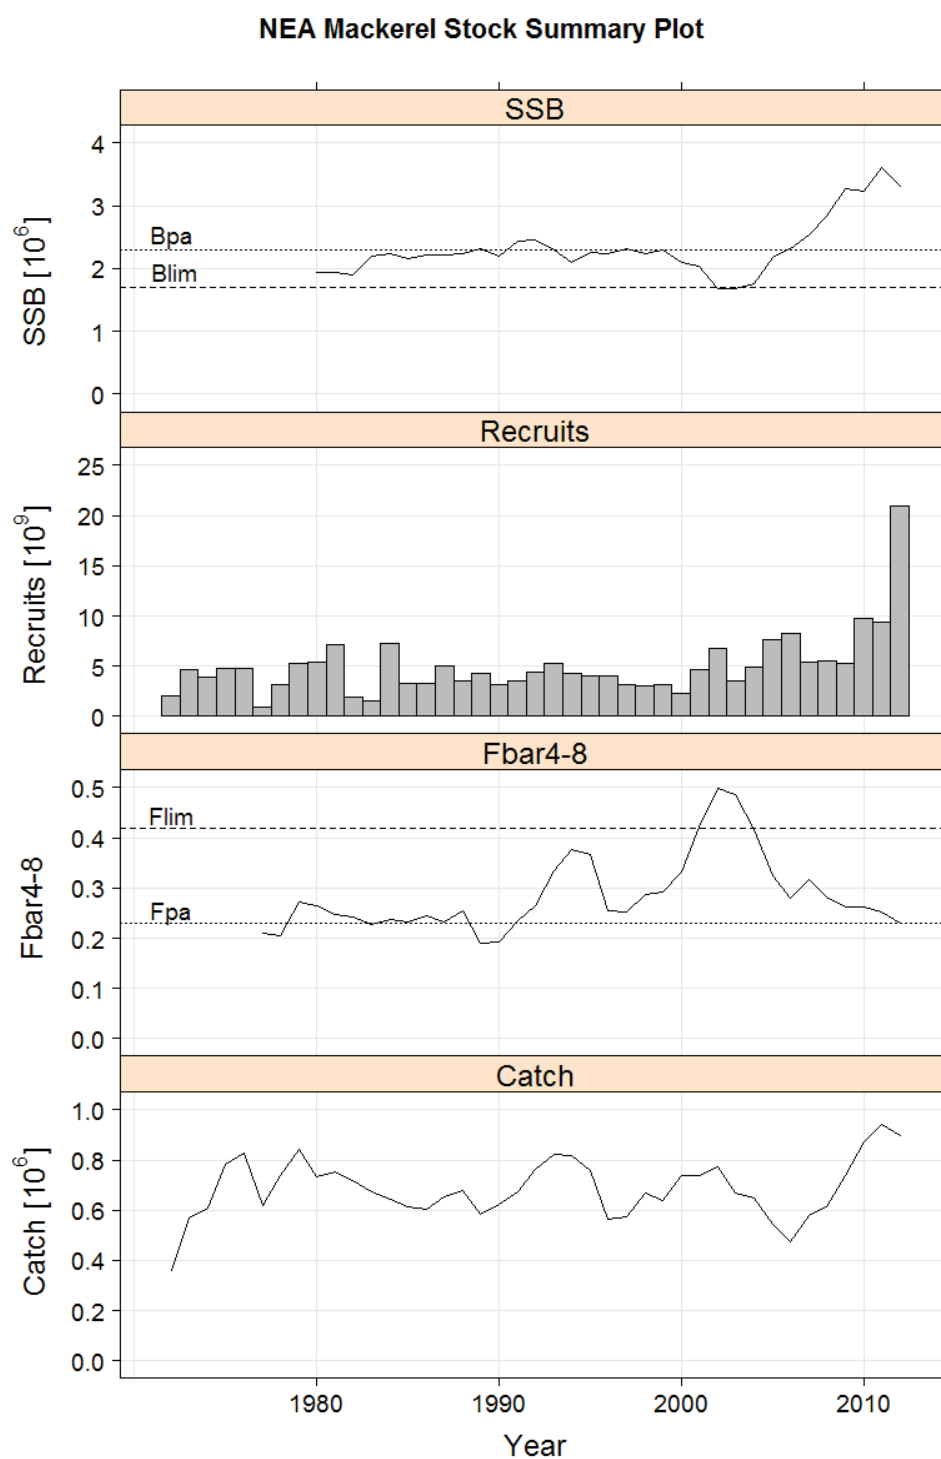 NEA Mackerel Stock Summary Plot
SSB
SSB [10⁶]
4
3
2
1
0
Bpa
Blim
Recruits
Recruits [10⁹]
25
20
15
10
5
0
Fbar4-8
Fbar4-8
0.5
0.4
0.3
0.2
0.1
0.0
Flim
Fpa
Catch
Catch [10⁶]
1.0
0.8
0.6
0.4
0.2
0.0
1980 1990 2000 2010
Year